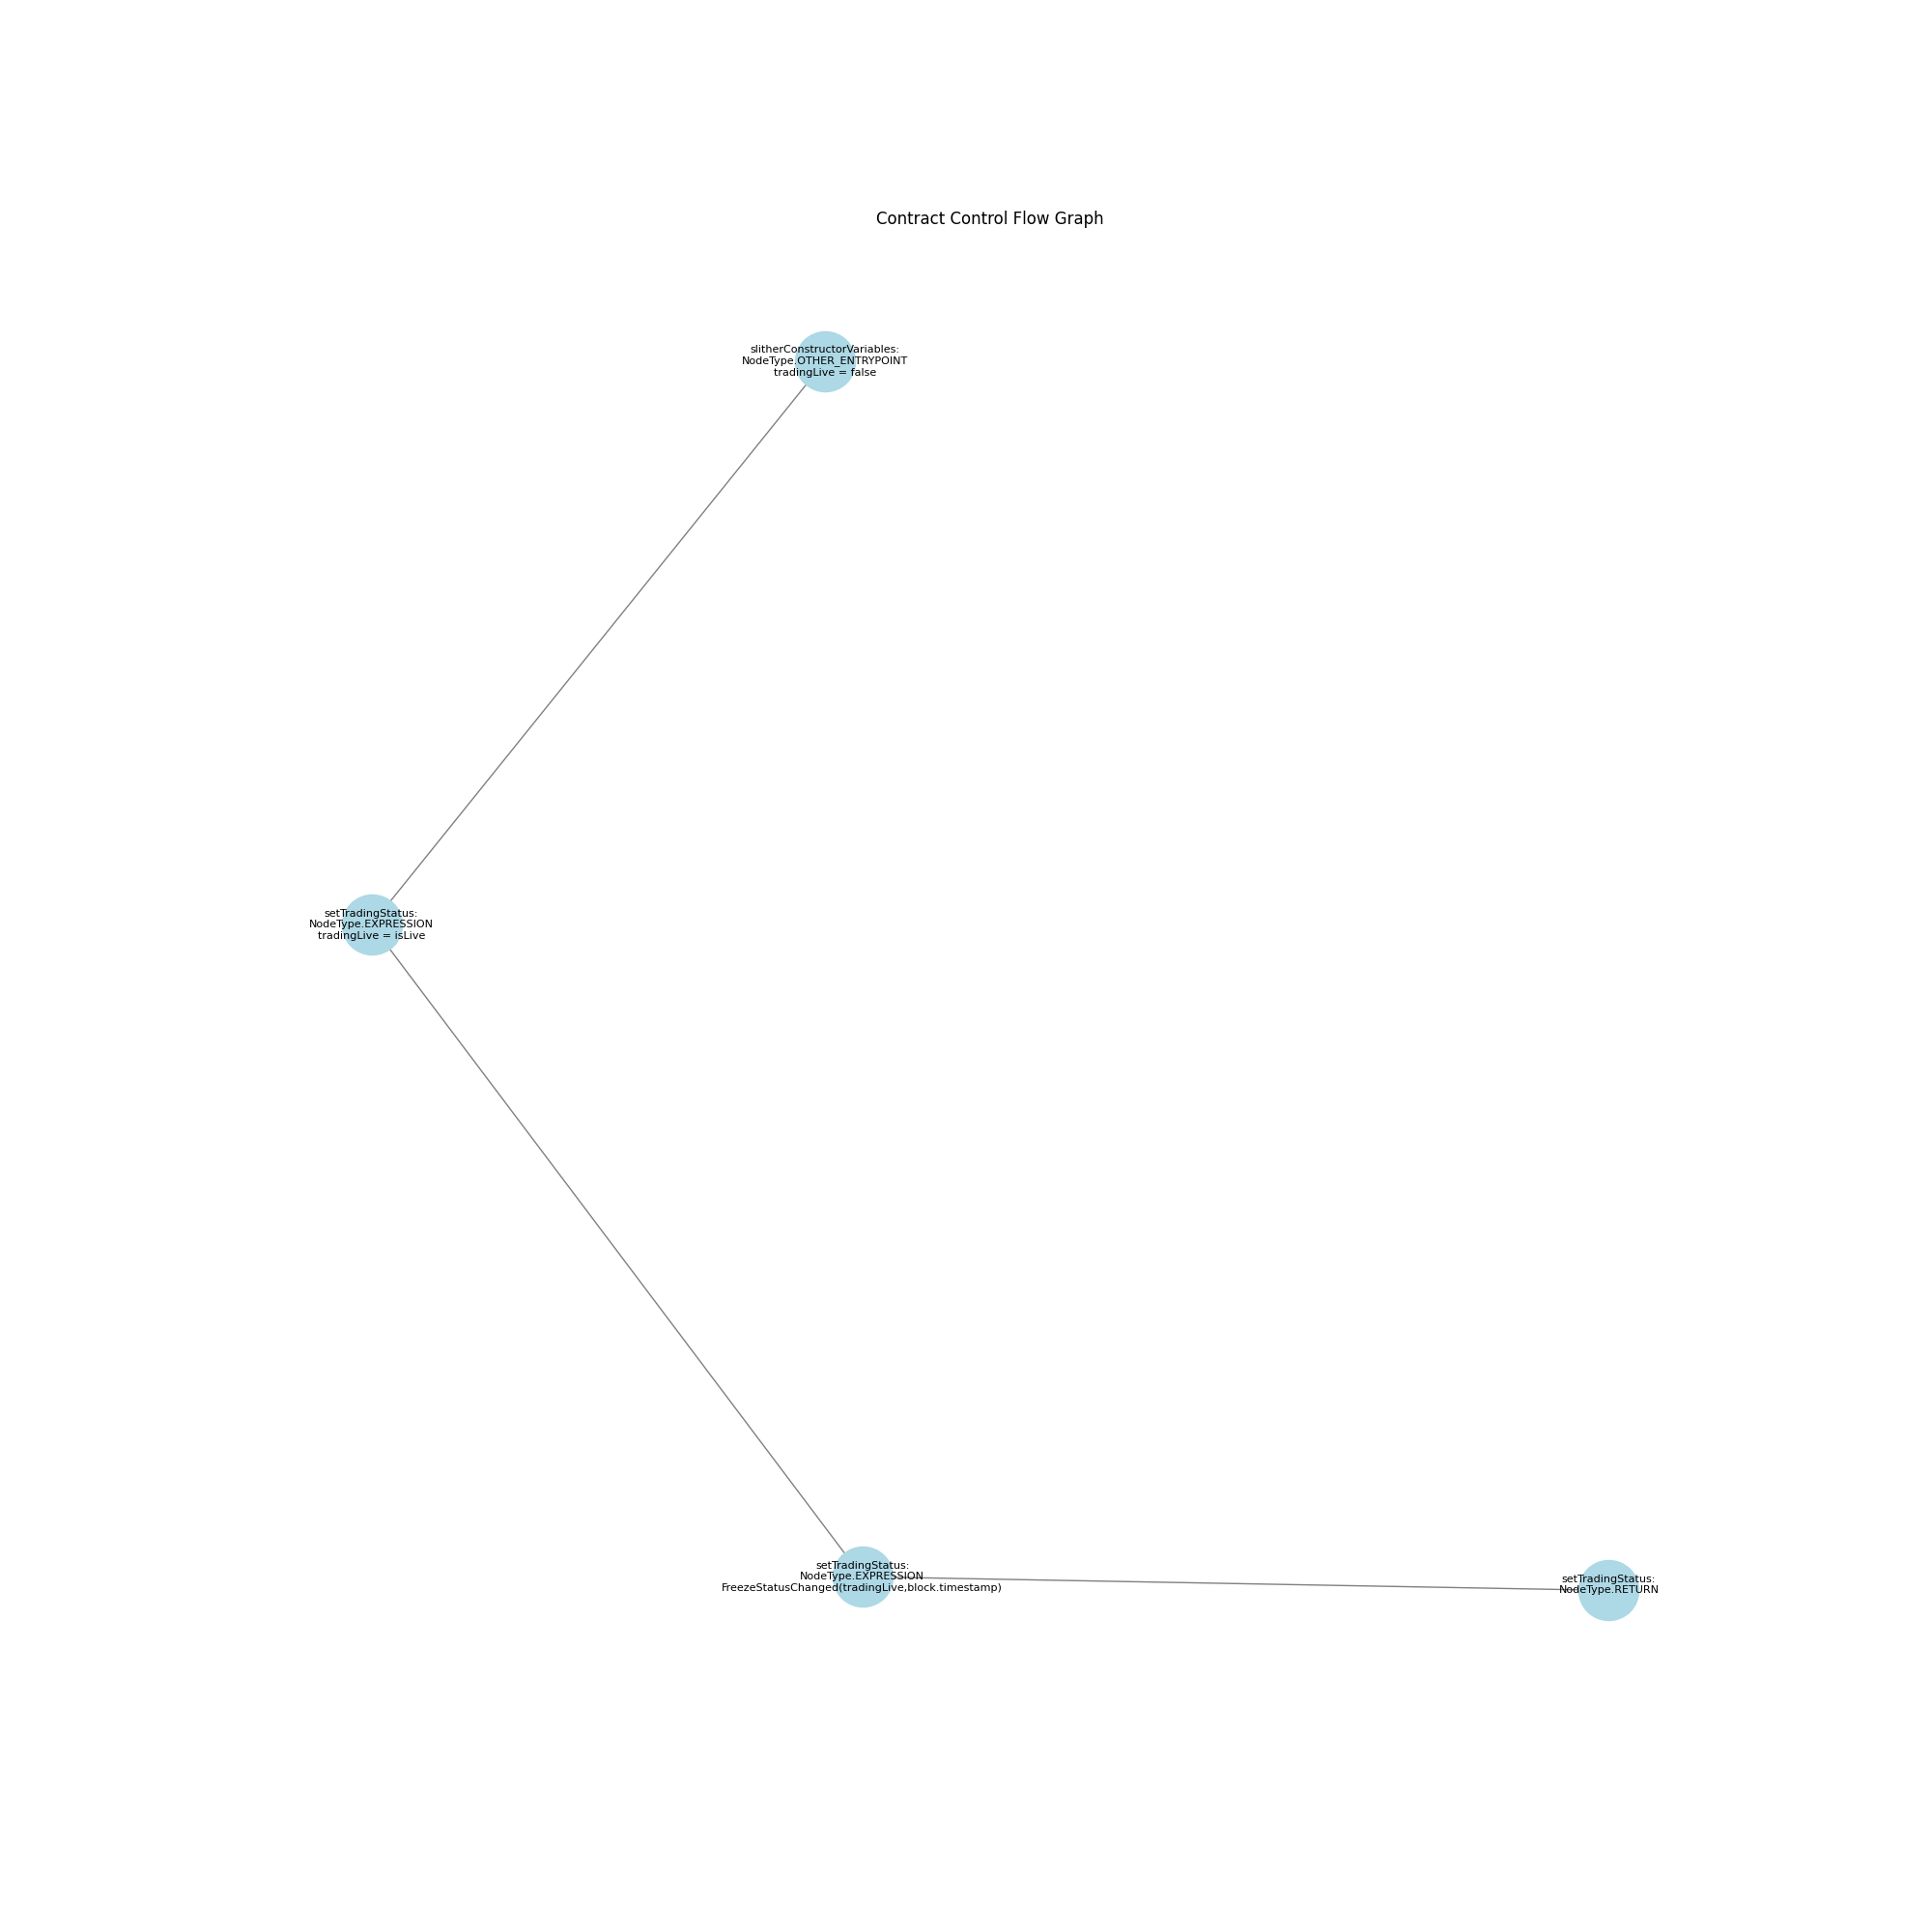 Contract Control Flow Graph
slitherConstructorVariables:
NodeType.OTHER_ENTRYPOINT
tradingLive = false
setTradingStatus:
NodeType.EXPRESSION
tradingLive = isLive
setTradingStatus:
NodeType.EXPRESSION
FreezeStatusChanged(tradingLive,block.timestamp)
setTradingStatus:
NodeType.RETURN